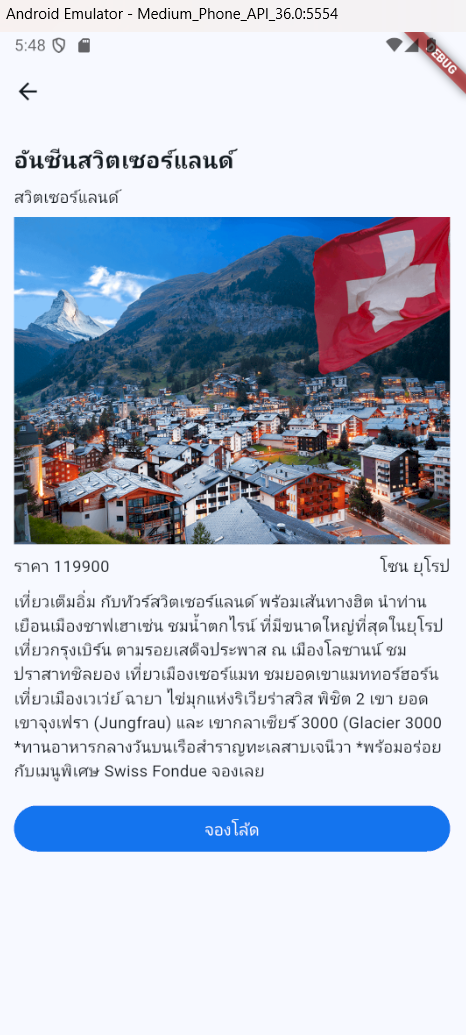 Android Emulator - Medium_Phone_API_36.0:5554
5:48
DEBUG
อันซีนสวิตเซอร์แลนด์
สวิตเซอร์แลนด์
ราคา 119900 โซน ยุโรป
เที่ยวเต็มอิ่ม กับทัวร์สวิตเซอร์แลนด์ พร้อมเส้นทางฮิต นำท่าน
เยือนเมืองชาฟเฮาเซ่น ชมน้ำตกไรน์ ที่มีขนาดใหญ่ที่สุดในยุโรป
เที่ยวกรุงเบิร์น ตามรอยเสด็จประพาส ณ เมืองโลซานน์ ชม
ปราสาทชิลยอง เที่ยวเมืองเซอร์แมท ชมยอดเขาแมททอร์ฮอร์น
เที่ยวเมืองเวเว่ย์ ฉายา ไข่มุกแห่งริเวียร่าสวิส พิชิต 2 เขา ยอด
เขาจุงเฟรา (Jungfrau) และ เขากลาเซียร์ 3000 (Glacier 3000
*ทานอาหารกลางวันบนเรือสำราญทะเลสาบเจนีวา *พร้อมอร่อย
กับเมนูพิเศษ Swiss Fondue จองเลย
จองโล้ด